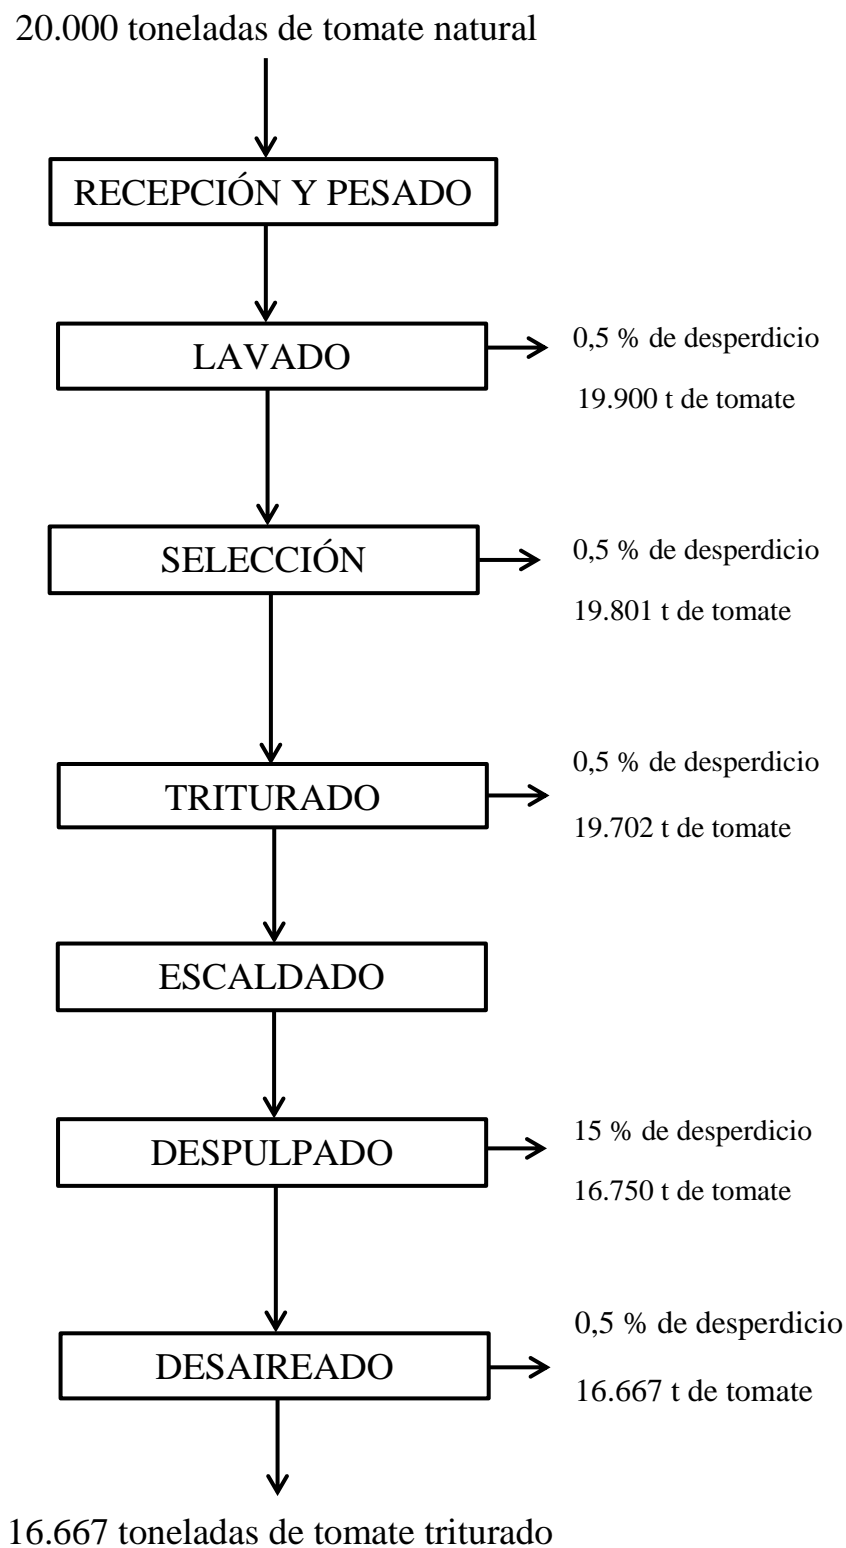 20.000 toneladas de tomate natural
RECEPCIÓN Y PESADO
LAVADO
0,5 % de desperdicio
19.900 t de tomate
SELECCIÓN
0,5 % de desperdicio
19.801 t de tomate
TRITURADO
0,5 % de desperdicio
19.702 t de tomate
ESCALDADO
DESPULPADO
15 % de desperdicio
16.750 t de tomate
DESAIREADO
0,5 % de desperdicio
16.667 t de tomate
16.667 toneladas de tomate triturado